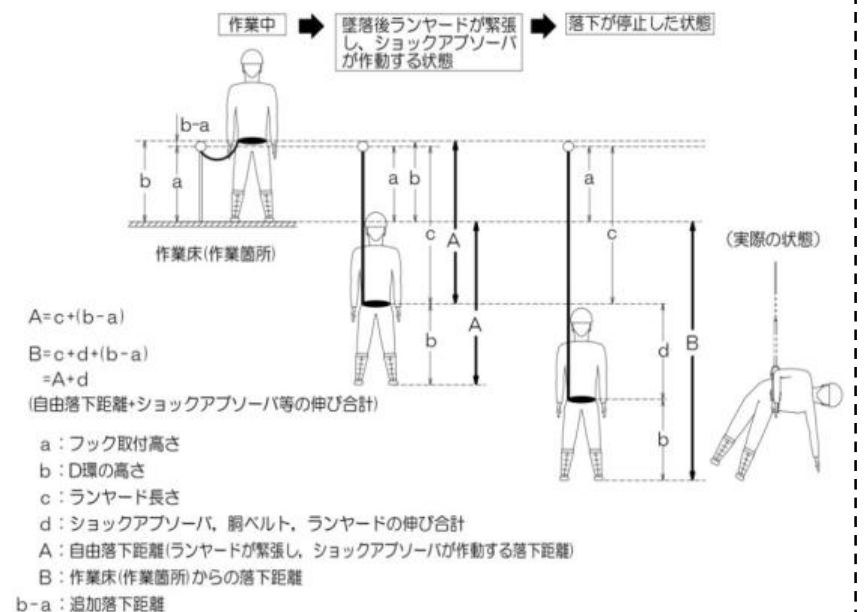 作業中
墜落後ランヤードが緊張
し、ショックアブソーバ
が作動する状態
落下が停止した状態
b-a
b
a
作業床(作業箇所)
a
b
c
A
A
b
a
c
d
B
b
(実際の状態)
A=c+(b-a)
B=c+d+(b-a)
=A+d
(自由落下距離+ショックアブソーバ等の伸び合計)
a：フック取付高さ
b：D環の高さ
c：ランヤード長さ
d：ショックアブソーバ，胴ベルト，ランヤードの伸び合計
A：自由落下距離(ランヤードが緊張し，ショックアブソーバが作動する落下距離)
B：作業床(作業箇所)からの落下距離
b-a：追加落下距離